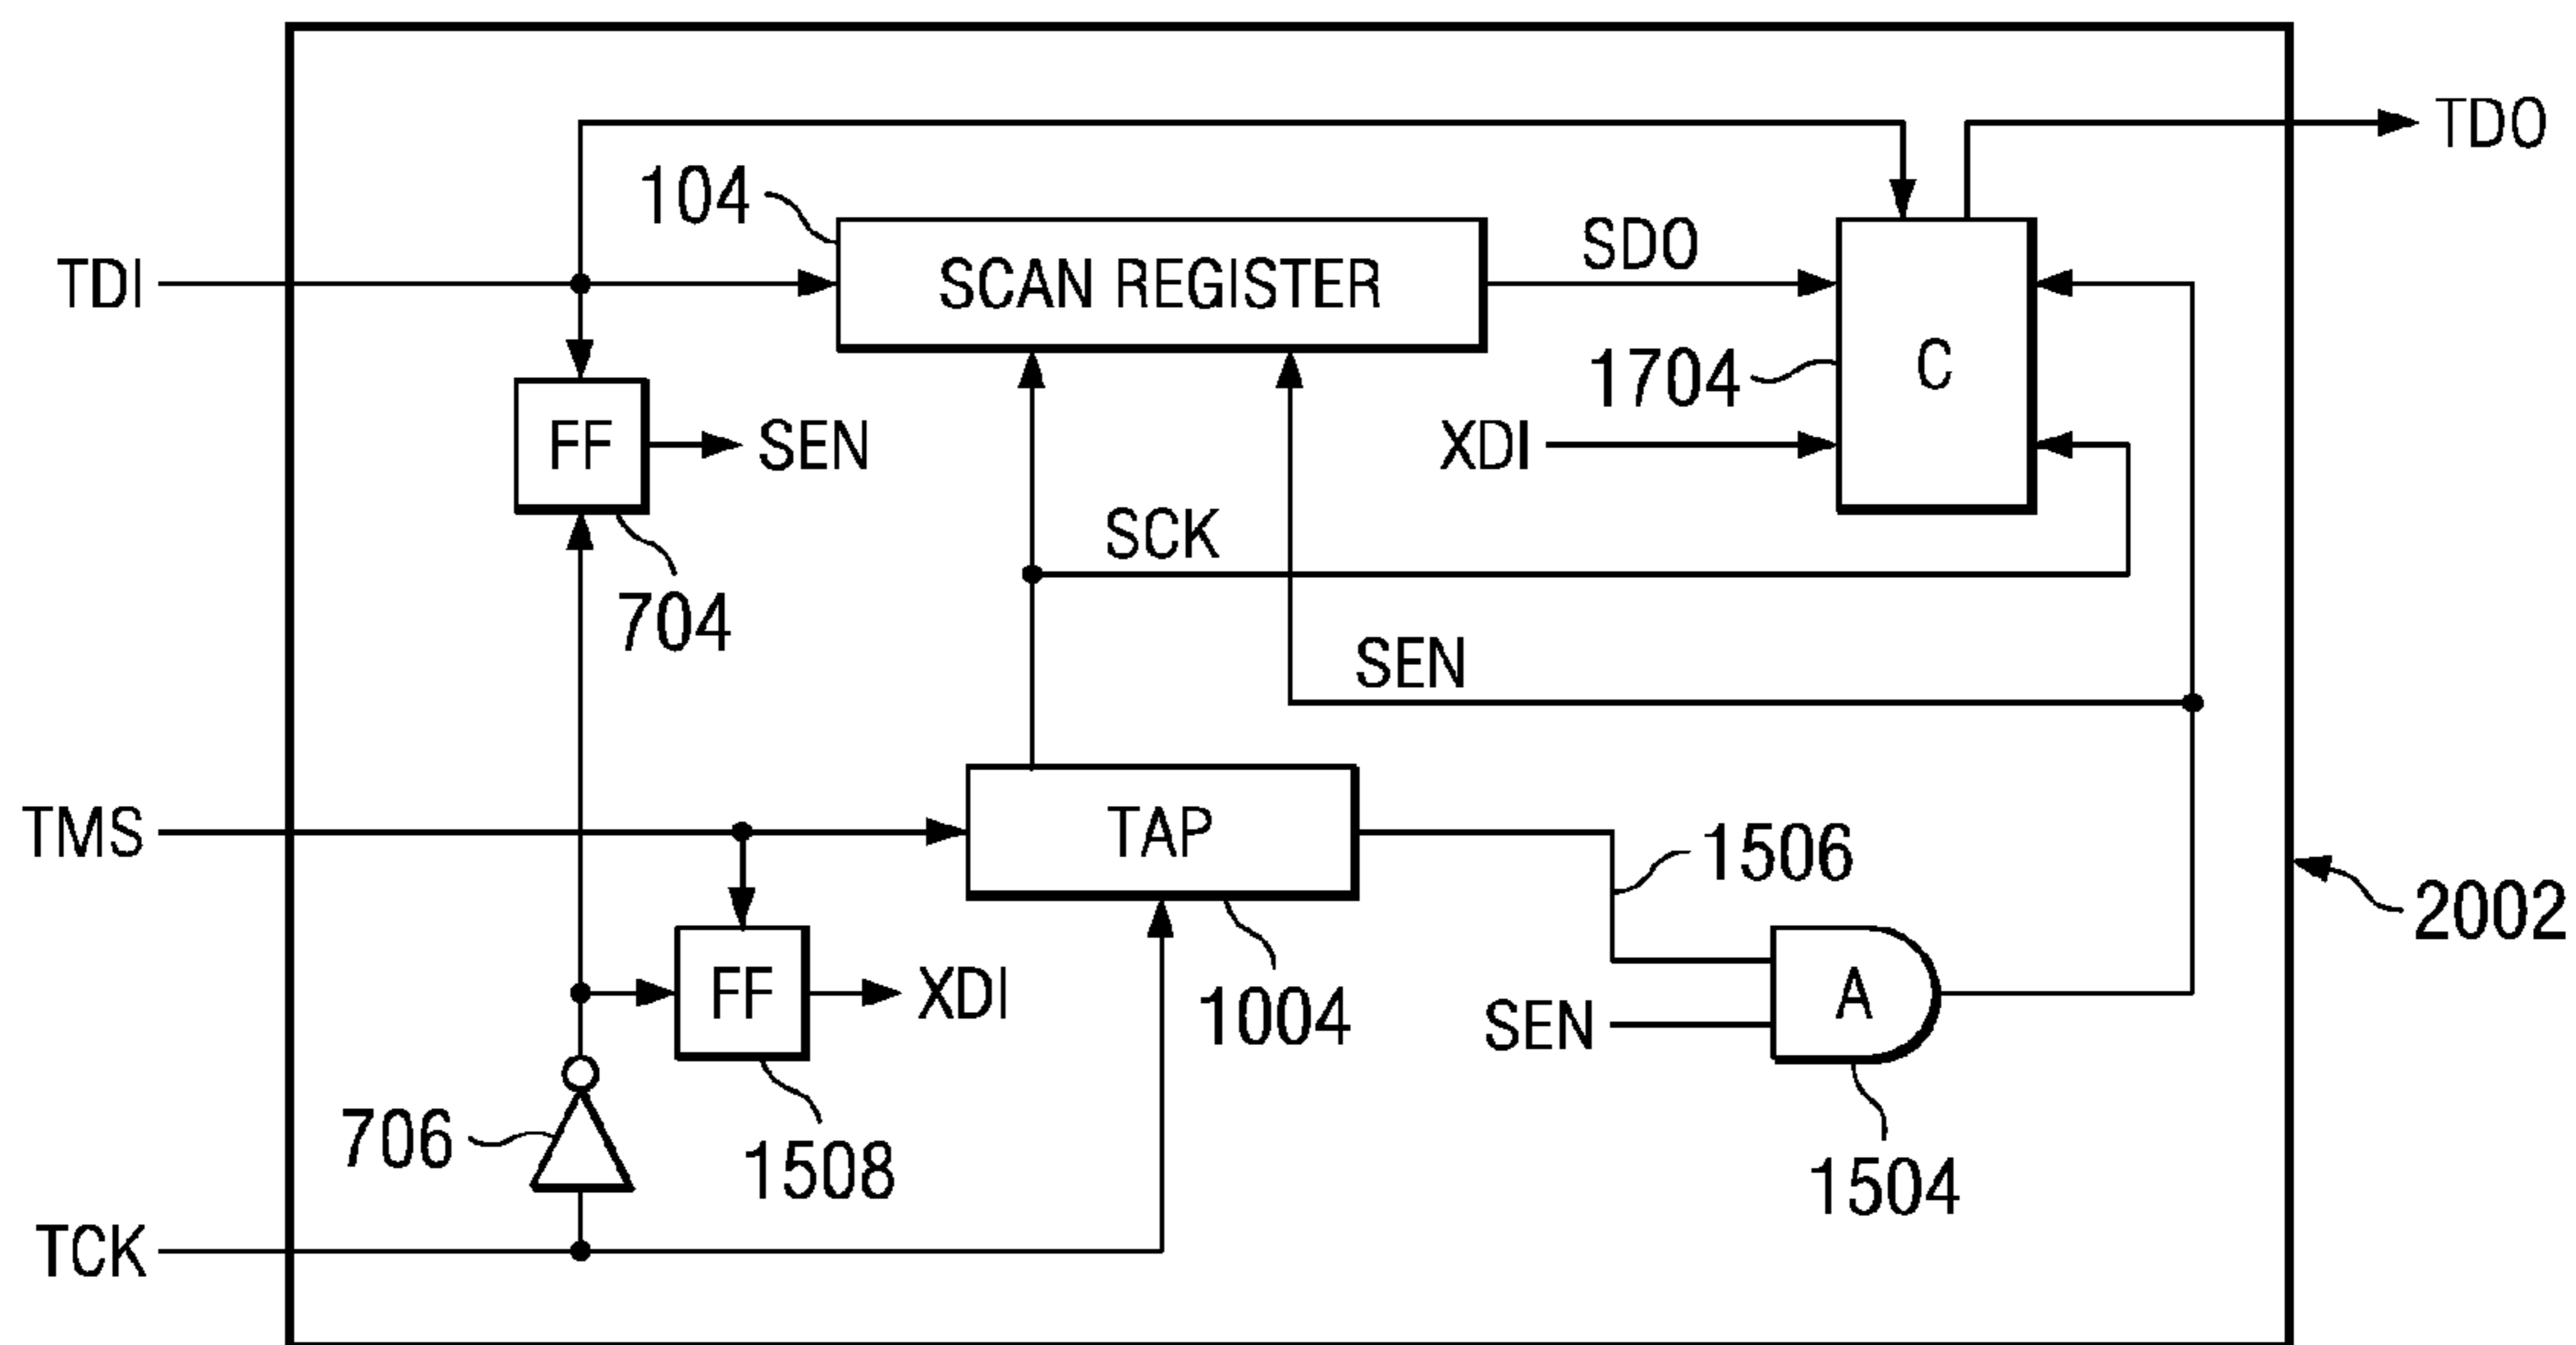 TDO
104
TDI
SCAN REGISTER
SDO
C
1704
FF
SEN
XDI
SCK
704
SEN
TMS
TAP
1506
2002
FF
XDI
1004
SEN
A
706
1508
1504
TCK